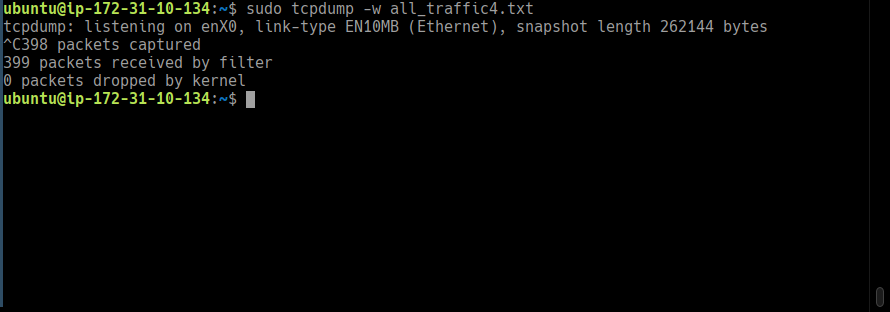 ubuntu@ip-172-31-10-134:~$ sudo tcpdump -w all_traffic4.txt
tcpdump: listening on enX0, link-type EN10MB (Ethernet), snapshot length 262144 bytes
^C398 packets captured
399 packets received by filter
0 packets dropped by kernel
ubuntu@ip-172-31-10-134:~$